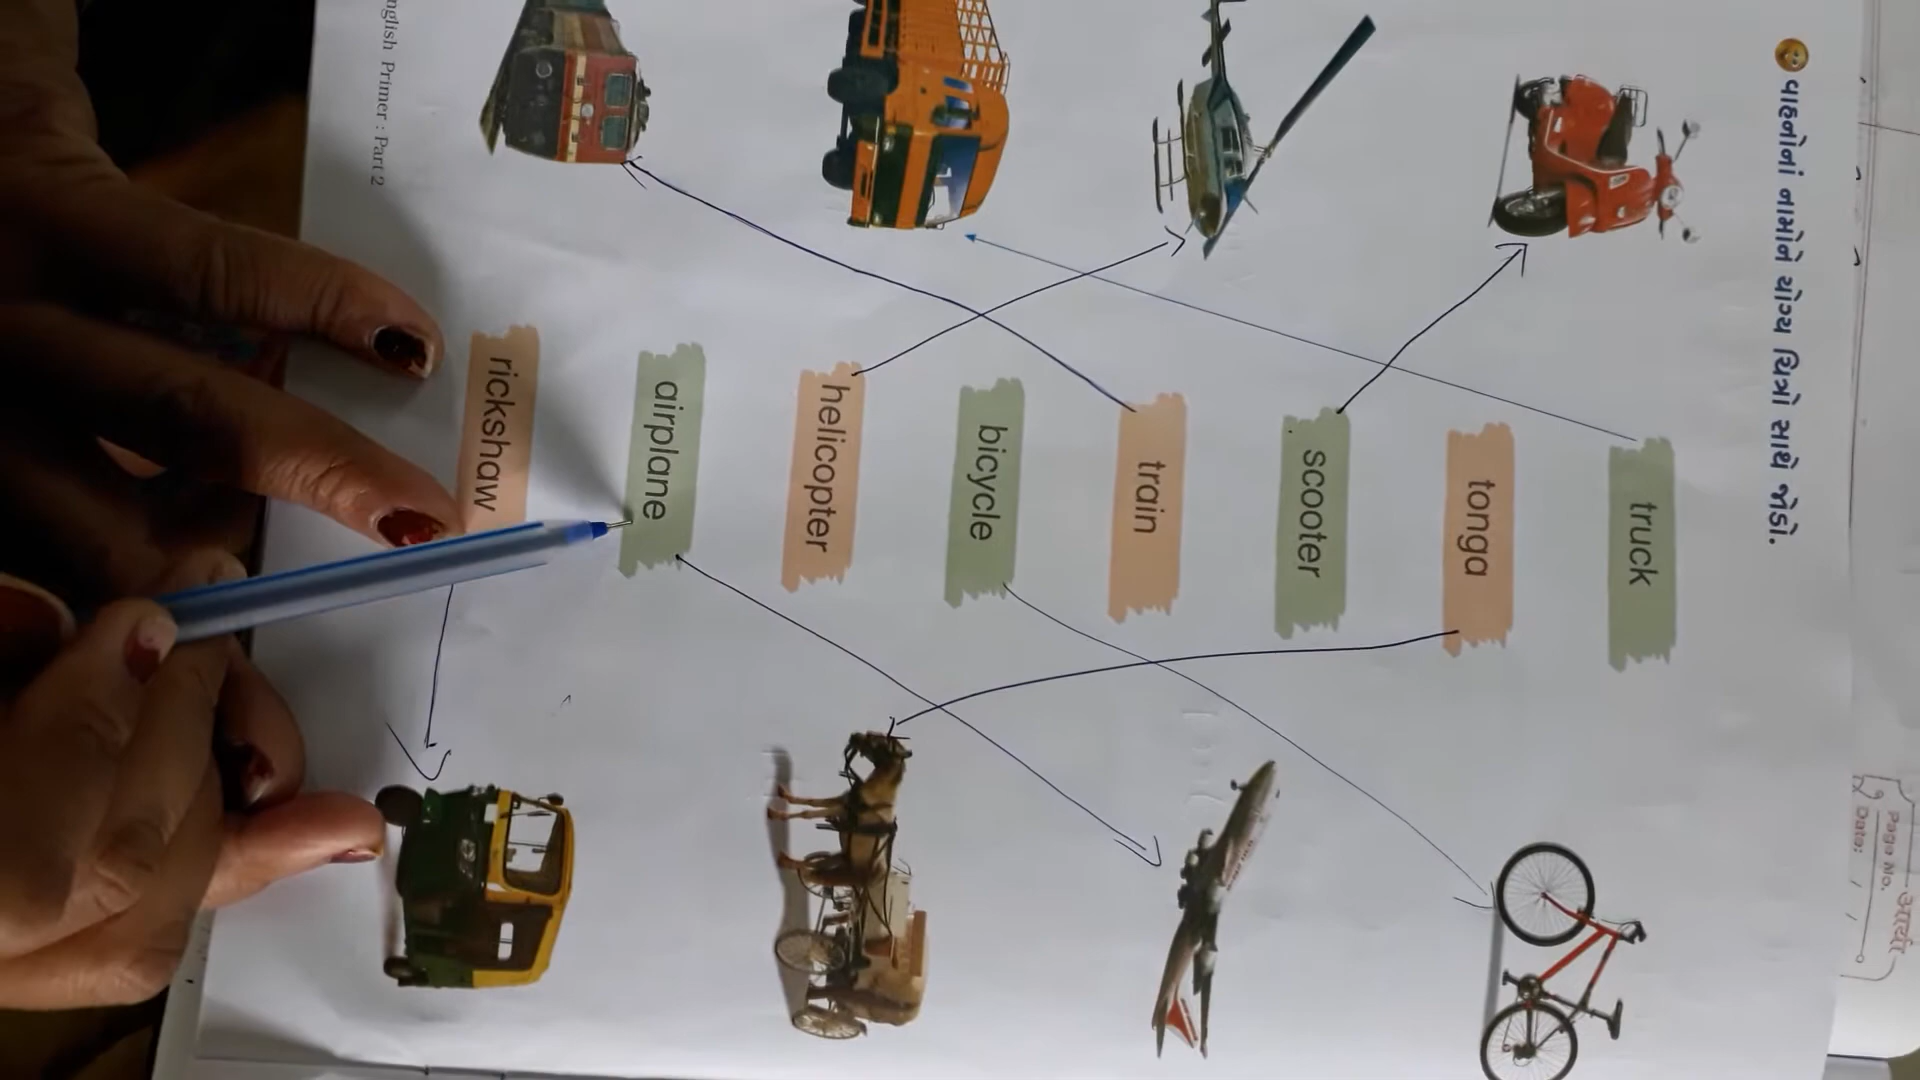 વાહનોનાં નામોને યોગ્ય ચિત્રો સાથે જોડો.
truck
tonga
scooter
train
bicycle
helicopter
airplane
rickshaw
English Primer : Part 2
Page No.
Date: / /